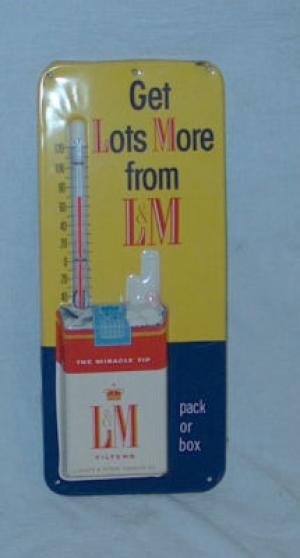 Get
Lots More
from
L&M
THE MIRACLE TIP
L&M
FILTERS
pack
or
box